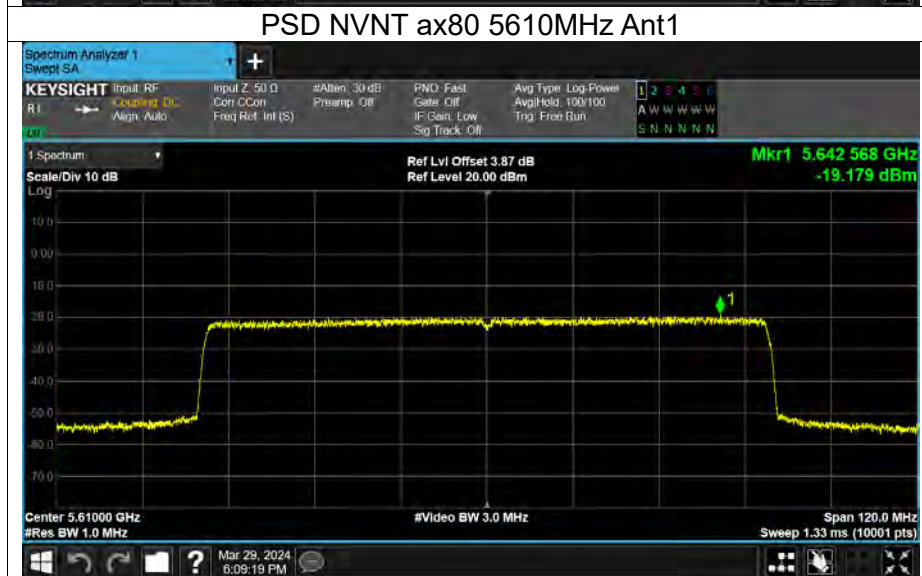 PSD NVNT ax80 5610MHz Ant1
Spectrum Analyzer 1
Swept SA
+
KEYSIGHT Input: RF Input Z: 50 Ω #Atten: 30 dB PNO: Fast Avg Type: Log-Power 1 2 3 4 5 6
Coupling: DC Corr CCorr Preamp: Off Gate: Off Avg|Hold: 100/100 A W W W W W
Align: Auto Freq Ref: Int (S) IF Gain: Low Trig: Free Run
Sig Track: Off S N N N N N
1 Spectrum Ref Lvl Offset 3.87 dB Mkr1 5.642 568 GHz
Scale/Div 10 dB Ref Level 20.00 dBm -19.179 dBm
Log
10.0
0.00
1
-40.0
-50.0
-60.0
-70.0
Center 5.61000 GHz #Video BW 3.0 MHz Span 120.0 MHz
#Res BW 1.0 MHz Sweep 1.33 ms (10001 pts)
? Mar 29, 2024
6:09:19 PM